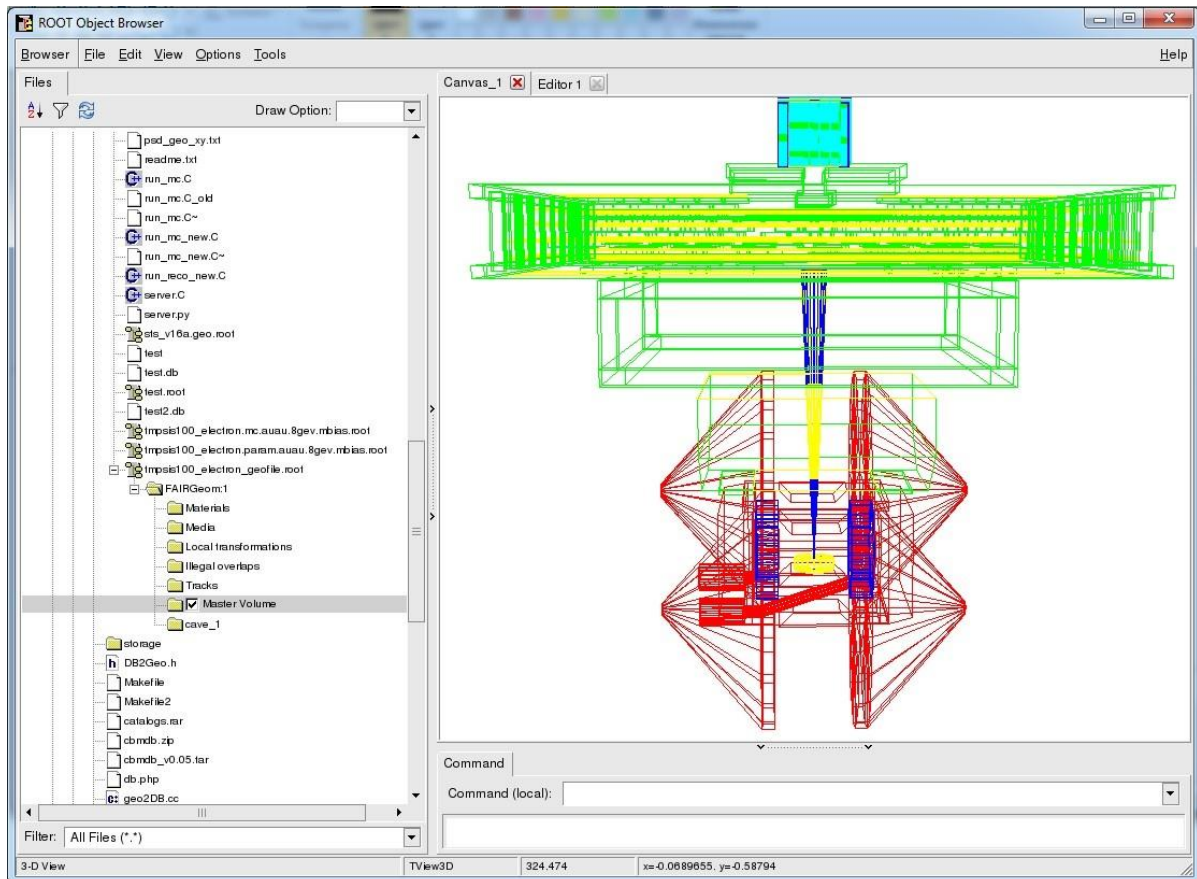 ROOT Object Browser
Browser File Edit View Options Tools Help
Files
Canvas_1 Editor 1
Draw Option:
psd_geo_xy.txt
readme.txt
run_mc.C
run_mc.C_old
run_mc.C~
run_mc_new.C
run_mc_new.C~
run_reco_new.C
server.C
server.py
sts_v16a.geo.root
test
test.db
test.root
test2.db
tmpsis100_electron.mc.auau.8gev.mbias.root
tmpsis100_electron.param.auau.8gev.mbias.root
tmpsis100_electron_geofile.root
FAIRGeom:1
Materials
Media
Local transformations
Illegal overlaps
Tracks
Master Volume
cave_1
storage
DB2Geo.h
Makefile
Makefile2
catalogs.rar
cbmdb.zip
cbmdb_v0.05.tar
db.php
geo2DB.cc
Command
Command (local):
Filter: All Files (*.*)
3-D View TView3D 324,474 x=-0.0689655, y=-0.58794